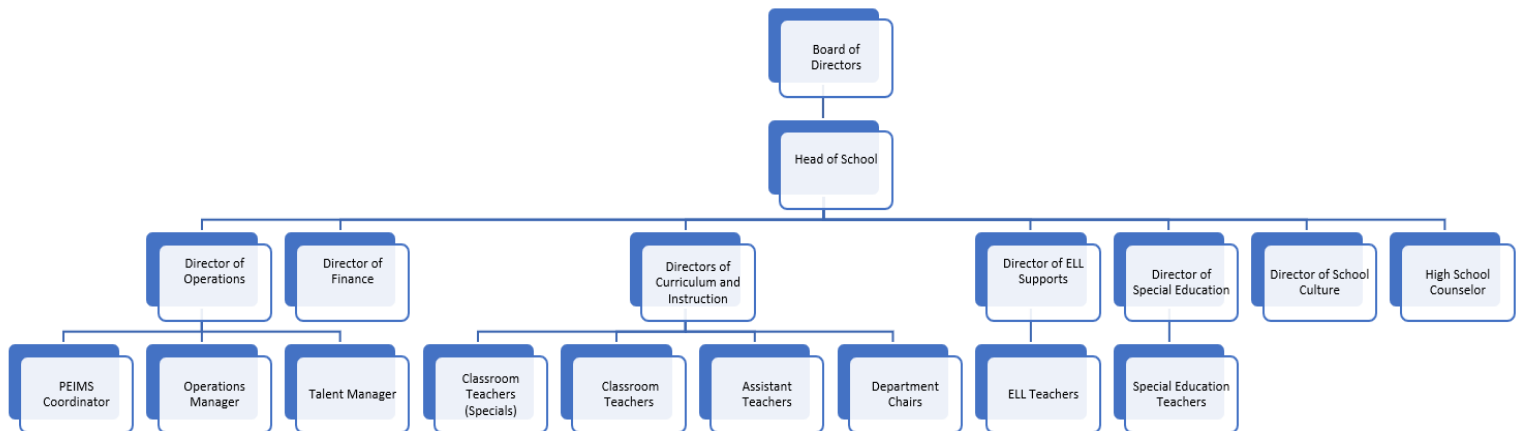 Board of
Directors
Head of School
Director of
Operations
Director of
Finance
Directors of
Curriculum and
Instruction
Director of ELL
Supports
Director of
Special Education
Director of School
Culture
High School
Counselor
PEIMS
Coordinator
Operations
Manager
Talent Manager
Classroom
Teachers
(Specials)
Classroom
Teachers
Assistant
Teachers
Department
Chairs
ELL Teachers
Special Education
Teachers